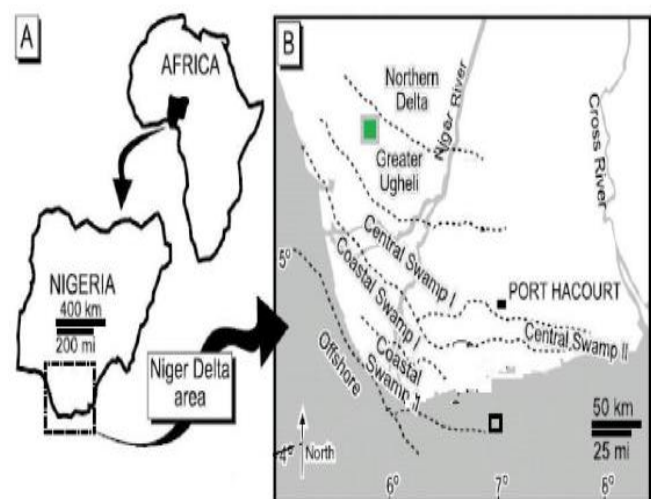 A
AFRICA
NIGERIA
400 km
200 mi
Niger Delta
area
B
Northern
Delta
Niger River
Cross River
Greater
Ugheli
Central Swamp I
Coastal Swamp I
PORT HACOURT
Central Swamp II
Coastal
Swamp II
Offshore
5°
4°
North
6°
7°
8°
50 km
25 mi